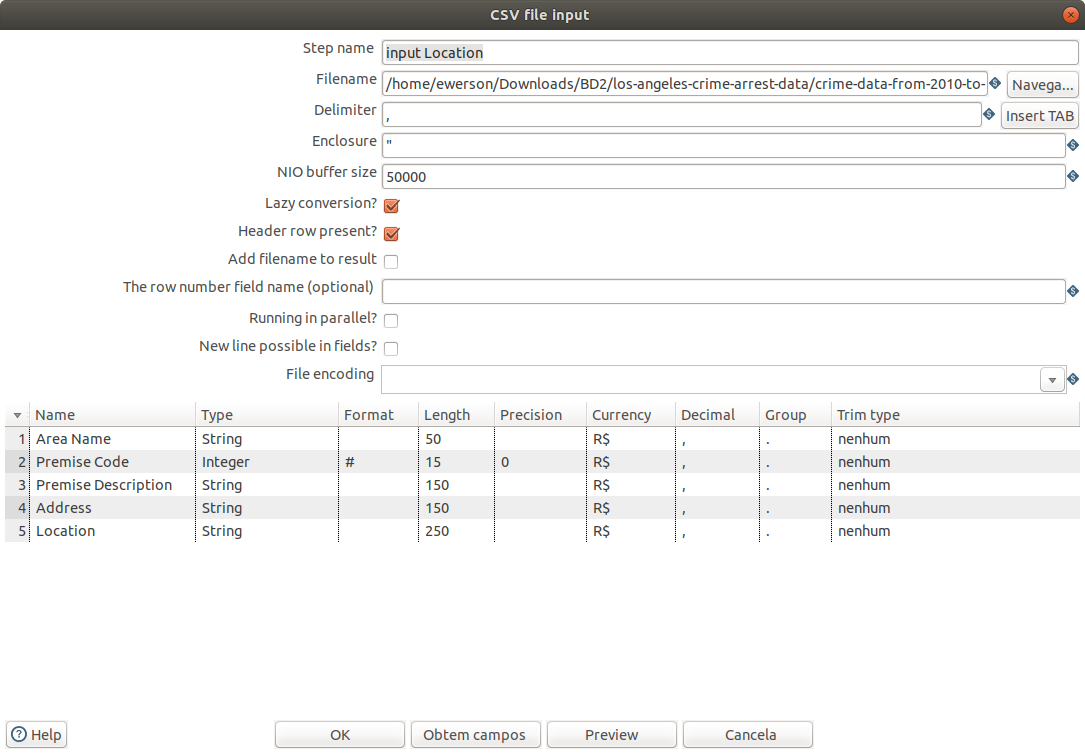 CSV file input
Step name input Location
Filename /home/ewerson/Downloads/BD2/los-angeles-crime-arrest-data/crime-data-from-2010-to- Navega...
Delimiter , Insert TAB
Enclosure "
NIO buffer size 50000
Lazy conversion?
Header row present?
Add filename to result
The row number field name (optional)
Running in parallel?
New line possible in fields?
File encoding
Name Type Format Length Precision Currency Decimal Group Trim type
1 Area Name String 50 R$ , . nenhum
2 Premise Code Integer # 15 0 R$ , . nenhum
3 Premise Description String 150 R$ , . nenhum
4 Address String 150 R$ , . nenhum
5 Location String 250 R$ , . nenhum
Help OK Obtem campos Preview Cancela